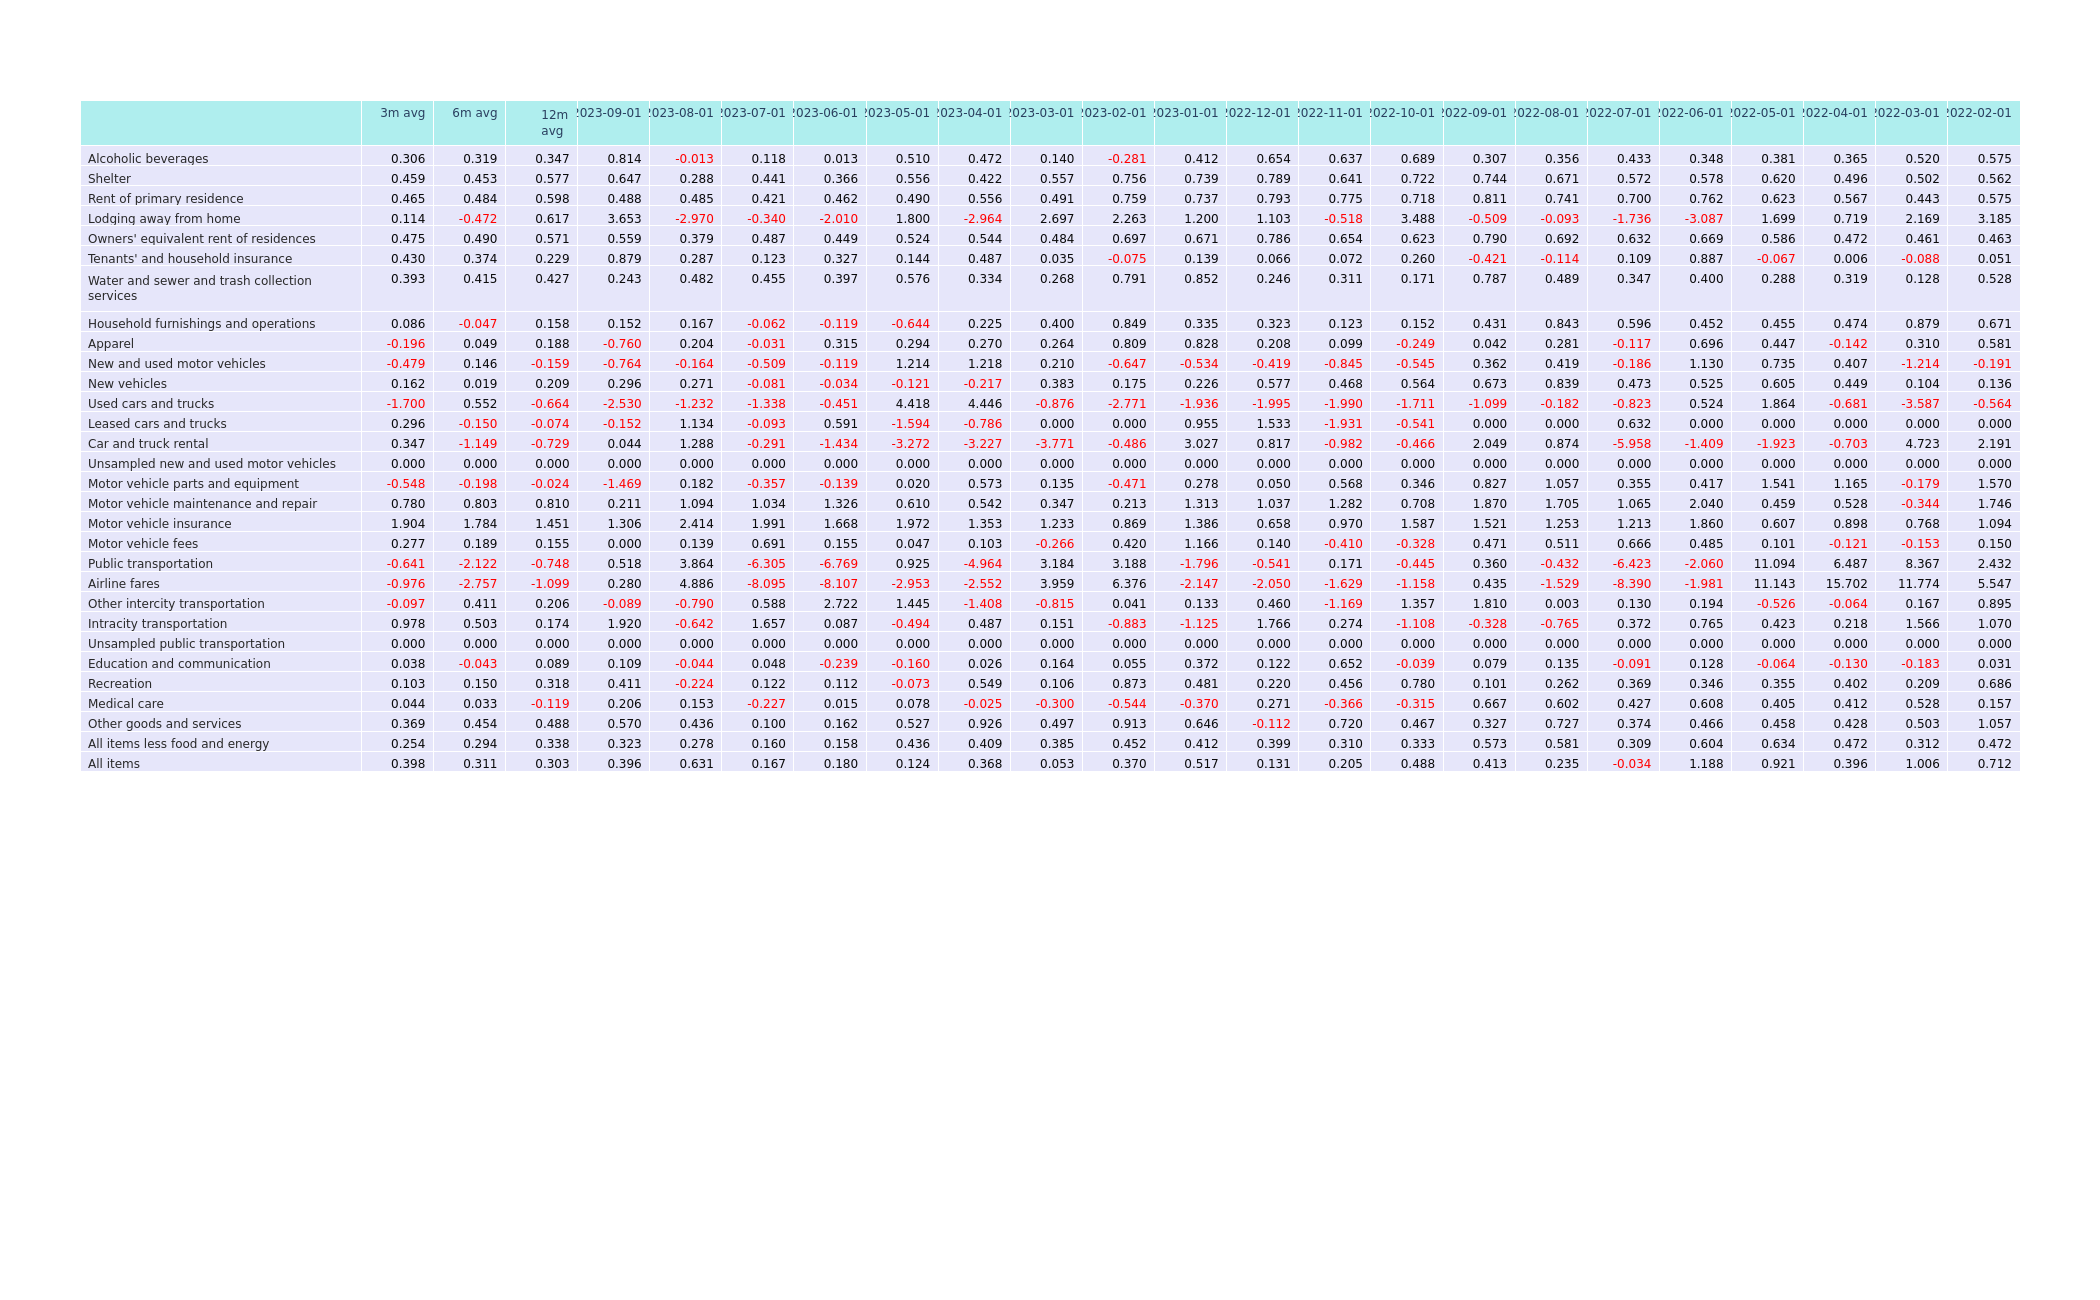 3m avg 6m avg 12m avg 2023-09-01 2023-08-01 2023-07-01 2023-06-01 2023-05-01 2023-04-01 2023-03-01 2023-02-01 2023-01-01 2022-12-01 2022-11-01 2022-10-01 2022-09-01 2022-08-01 2022-07-01 2022-06-01 2022-05-01 2022-04-01 2022-03-01 2022-02-01
Alcoholic beverages 0.306 0.319 0.347 0.814 -0.013 0.118 0.013 0.510 0.472 0.140 -0.281 0.412 0.654 0.637 0.689 0.307 0.356 0.433 0.348 0.381 0.365 0.520 0.575
Shelter 0.459 0.453 0.577 0.647 0.288 0.441 0.366 0.556 0.422 0.557 0.756 0.739 0.789 0.641 0.722 0.744 0.671 0.572 0.578 0.620 0.496 0.502 0.562
Rent of primary residence 0.465 0.484 0.598 0.488 0.485 0.421 0.462 0.490 0.556 0.491 0.759 0.737 0.793 0.775 0.718 0.811 0.741 0.700 0.762 0.623 0.567 0.443 0.575
Lodging away from home 0.114 -0.472 0.617 3.653 -2.970 -0.340 -2.010 1.800 -2.964 2.697 2.263 1.200 1.103 -0.518 3.488 -0.509 -0.093 -1.736 -3.087 1.699 0.719 2.169 3.185
Owners' equivalent rent of residences 0.475 0.490 0.571 0.559 0.379 0.487 0.449 0.524 0.544 0.484 0.697 0.671 0.786 0.654 0.623 0.790 0.692 0.632 0.669 0.586 0.472 0.461 0.463
Tenants' and household insurance 0.430 0.374 0.229 0.879 0.287 0.123 0.327 0.144 0.487 0.035 -0.075 0.139 0.066 0.072 0.260 -0.421 -0.114 0.109 0.887 -0.067 0.006 -0.088 0.051
Water and sewer and trash collection services 0.393 0.415 0.427 0.243 0.482 0.455 0.397 0.576 0.334 0.268 0.791 0.852 0.246 0.311 0.171 0.787 0.489 0.347 0.400 0.288 0.319 0.128 0.528
Household furnishings and operations 0.086 -0.047 0.158 0.152 0.167 -0.062 -0.119 -0.644 0.225 0.400 0.849 0.335 0.323 0.123 0.152 0.431 0.843 0.596 0.452 0.455 0.474 0.879 0.671
Apparel -0.196 0.049 0.188 -0.760 0.204 -0.031 0.315 0.294 0.270 0.264 0.809 0.828 0.208 0.099 -0.249 0.042 0.281 -0.117 0.696 0.447 -0.142 0.310 0.581
New and used motor vehicles -0.479 0.146 -0.159 -0.764 -0.164 -0.509 -0.119 1.214 1.218 0.210 -0.647 -0.534 -0.419 -0.845 -0.545 0.362 0.419 -0.186 1.130 0.735 0.407 -1.214 -0.191
New vehicles 0.162 0.019 0.209 0.296 0.271 -0.081 -0.034 -0.121 -0.217 0.383 0.175 0.226 0.577 0.468 0.564 0.673 0.839 0.473 0.525 0.605 0.449 0.104 0.136
Used cars and trucks -1.700 0.552 -0.664 -2.530 -1.232 -1.338 -0.451 4.418 4.446 -0.876 -2.771 -1.936 -1.995 -1.990 -1.711 -1.099 -0.182 -0.823 0.524 1.864 -0.681 -3.587 -0.564
Leased cars and trucks 0.296 -0.150 -0.074 -0.152 1.134 -0.093 0.591 -1.594 -0.786 0.000 0.000 0.955 1.533 -1.931 -0.541 0.000 0.000 0.632 0.000 0.000 0.000 0.000 0.000
Car and truck rental 0.347 -1.149 -0.729 0.044 1.288 -0.291 -1.434 -3.272 -3.227 -3.771 -0.486 3.027 0.817 -0.982 -0.466 2.049 0.874 -5.958 -1.409 -1.923 -0.703 4.723 2.191
Unsampled new and used motor vehicles 0.000 0.000 0.000 0.000 0.000 0.000 0.000 0.000 0.000 0.000 0.000 0.000 0.000 0.000 0.000 0.000 0.000 0.000 0.000 0.000 0.000 0.000 0.000
Motor vehicle parts and equipment -0.548 -0.198 -0.024 -1.469 0.182 -0.357 -0.139 0.020 0.573 0.135 -0.471 0.278 0.050 0.568 0.346 0.827 1.057 0.355 0.417 1.541 1.165 -0.179 1.570
Motor vehicle maintenance and repair 0.780 0.803 0.810 0.211 1.094 1.034 1.326 0.610 0.542 0.347 0.213 1.313 1.037 1.282 0.708 1.870 1.705 1.065 2.040 0.459 0.528 -0.344 1.746
Motor vehicle insurance 1.904 1.784 1.451 1.306 2.414 1.991 1.668 1.972 1.353 1.233 0.869 1.386 0.658 0.970 1.587 1.521 1.253 1.213 1.860 0.607 0.898 0.768 1.094
Motor vehicle fees 0.277 0.189 0.155 0.000 0.139 0.691 0.155 0.047 0.103 -0.266 0.420 1.166 0.140 -0.410 -0.328 0.471 0.511 0.666 0.485 0.101 -0.121 -0.153 0.150
Public transportation -0.641 -2.122 -0.748 0.518 3.864 -6.305 -6.769 0.925 -4.964 3.184 3.188 -1.796 -0.541 0.171 -0.445 0.360 -0.432 -6.423 -2.060 11.094 6.487 8.367 2.432
Airline fares -0.976 -2.757 -1.099 0.280 4.886 -8.095 -8.107 -2.953 -2.552 3.959 6.376 -2.147 -2.050 -1.629 -1.158 0.435 -1.529 -8.390 -1.981 11.143 15.702 11.774 5.547
Other intercity transportation -0.097 0.411 0.206 -0.089 -0.790 0.588 2.722 1.445 -1.408 -0.815 0.041 0.133 0.460 -1.169 1.357 1.810 0.003 0.130 0.194 -0.526 -0.064 0.167 0.895
Intracity transportation 0.978 0.503 0.174 1.920 -0.642 1.657 0.087 -0.494 0.487 0.151 -0.883 -1.125 1.766 0.274 -1.108 -0.328 -0.765 0.372 0.765 0.423 0.218 1.566 1.070
Unsampled public transportation 0.000 0.000 0.000 0.000 0.000 0.000 0.000 0.000 0.000 0.000 0.000 0.000 0.000 0.000 0.000 0.000 0.000 0.000 0.000 0.000 0.000 0.000 0.000
Education and communication 0.038 -0.043 0.089 0.109 -0.044 0.048 -0.239 -0.160 0.026 0.164 0.055 0.372 0.122 0.652 -0.039 0.079 0.135 -0.091 0.128 -0.064 -0.130 -0.183 0.031
Recreation 0.103 0.150 0.318 0.411 -0.224 0.122 0.112 -0.073 0.549 0.106 0.873 0.481 0.220 0.456 0.780 0.101 0.262 0.369 0.346 0.355 0.402 0.209 0.686
Medical care 0.044 0.033 -0.119 0.206 0.153 -0.227 0.015 0.078 -0.025 -0.300 -0.544 -0.370 0.271 -0.366 -0.315 0.667 0.602 0.427 0.608 0.405 0.412 0.528 0.157
Other goods and services 0.369 0.454 0.488 0.570 0.436 0.100 0.162 0.527 0.926 0.497 0.913 0.646 -0.112 0.720 0.467 0.327 0.727 0.374 0.466 0.458 0.428 0.503 1.057
All items less food and energy 0.254 0.294 0.338 0.323 0.278 0.160 0.158 0.436 0.409 0.385 0.452 0.412 0.399 0.310 0.333 0.573 0.581 0.309 0.604 0.634 0.472 0.312 0.472
All items 0.398 0.311 0.303 0.396 0.631 0.167 0.180 0.124 0.368 0.053 0.370 0.517 0.131 0.205 0.488 0.413 0.235 -0.034 1.188 0.921 0.396 1.006 0.712